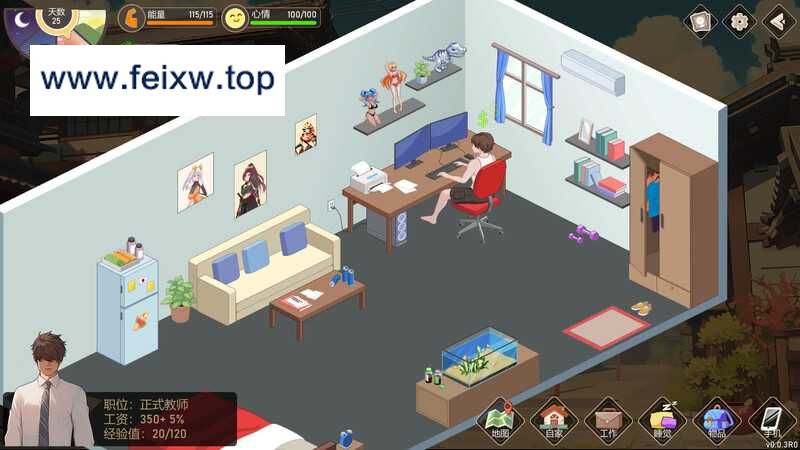 天数
25
能量
115/115
心情
100/100
www.feixw.top
职位：正式教师
工资：350+ 5%
经验值：20/120
地图
自家
工作
睡觉
物品
手机
v0.0.3R0